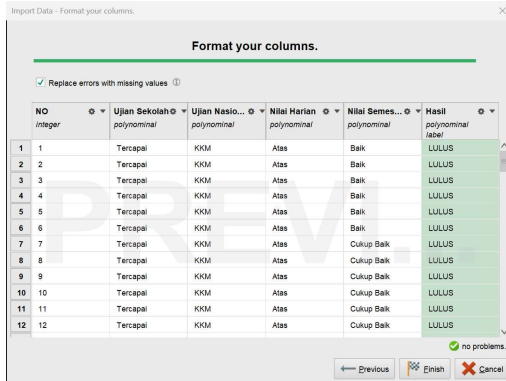 Import Data - Format your columns.
Format your columns.
Replace errors with missing values
NO Ujian Sekolah Ujian Nasio... Nilai Harian Nilai Semes... Hasil
integer polynominal polynominal polynominal polynominal polynominal
label
1 1 Tercapai KKM Atas Baik LULUS
2 2 Tercapai KKM Atas Baik LULUS
3 3 Tercapai KKM Atas Baik LULUS
4 4 Tercapai KKM Atas Baik LULUS
5 5 Tercapai KKM Atas Baik LULUS
6 6 Tercapai KKM Atas Baik LULUS
7 7 Tercapai KKM Atas Cukup Baik LULUS
8 8 Tercapai KKM Atas Cukup Baik LULUS
9 9 Tercapai KKM Atas Cukup Baik LULUS
10 10 Tercapai KKM Atas Cukup Baik LULUS
11 11 Tercapai KKM Atas Cukup Baik LULUS
12 12 Tercapai KKM Atas Cukup Baik LULUS
PREVI...
no problems.
Previous Finish Cancel